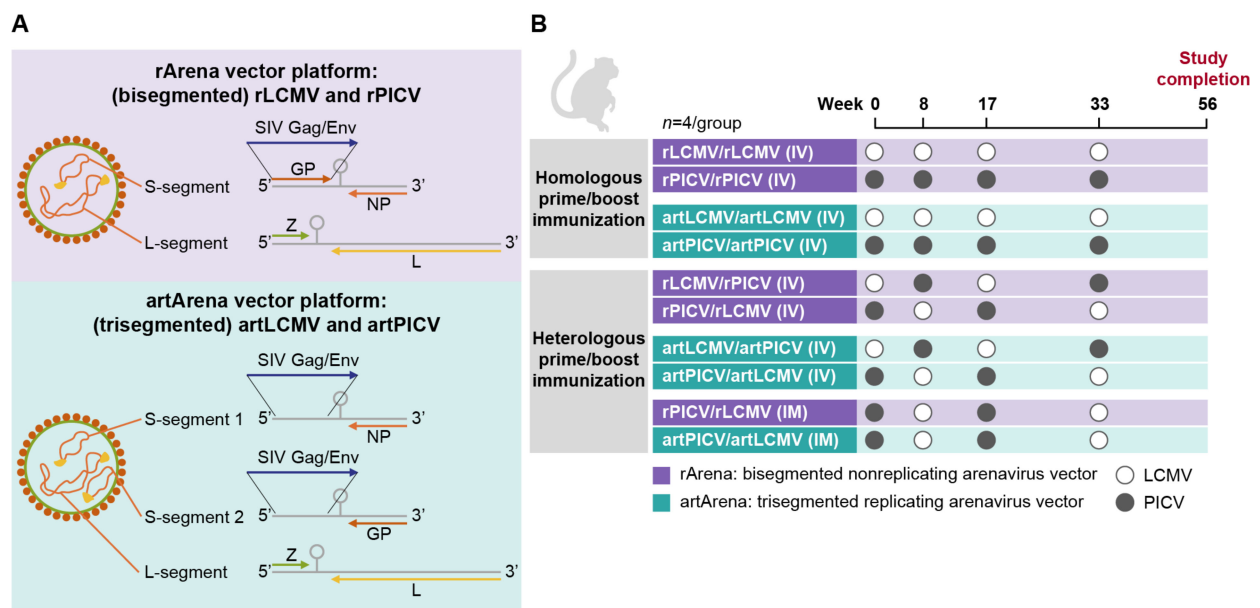 A
rArena vector platform:
(bisegmented) rLCMV and rPICV
SIV Gag/Env
GP
S-segment
5’
3’
NP
L-segment
Z
5’
3’
L
artArena vector platform:
(trisegmented) artLCMV and artPICV
SIV Gag/Env
S-segment 1
5’
3’
NP
SIV Gag/Env
S-segment 2
5’
3’
GP
Z
L-segment
5’
3’
L
B
Study
completion
Week 0 8 17 33 56
n=4/group
Homologous
prime/boost
immunization
rLCMV/rLCMV (IV)
rPICV/rPICV (IV)
artLCMV/artLCMV (IV)
artPICV/artPICV (IV)
Heterologous
prime/boost
immunization
rLCMV/rPICV (IV)
rPICV/rLCMV (IV)
artLCMV/artPICV (IV)
artPICV/artLCMV (IV)
rPICV/rLCMV (IM)
artPICV/artLCMV (IM)
rArena: bisegmented nonreplicating arenavirus vector
LCMV
artArena: trisegmented replicating arenavirus vector
PICV